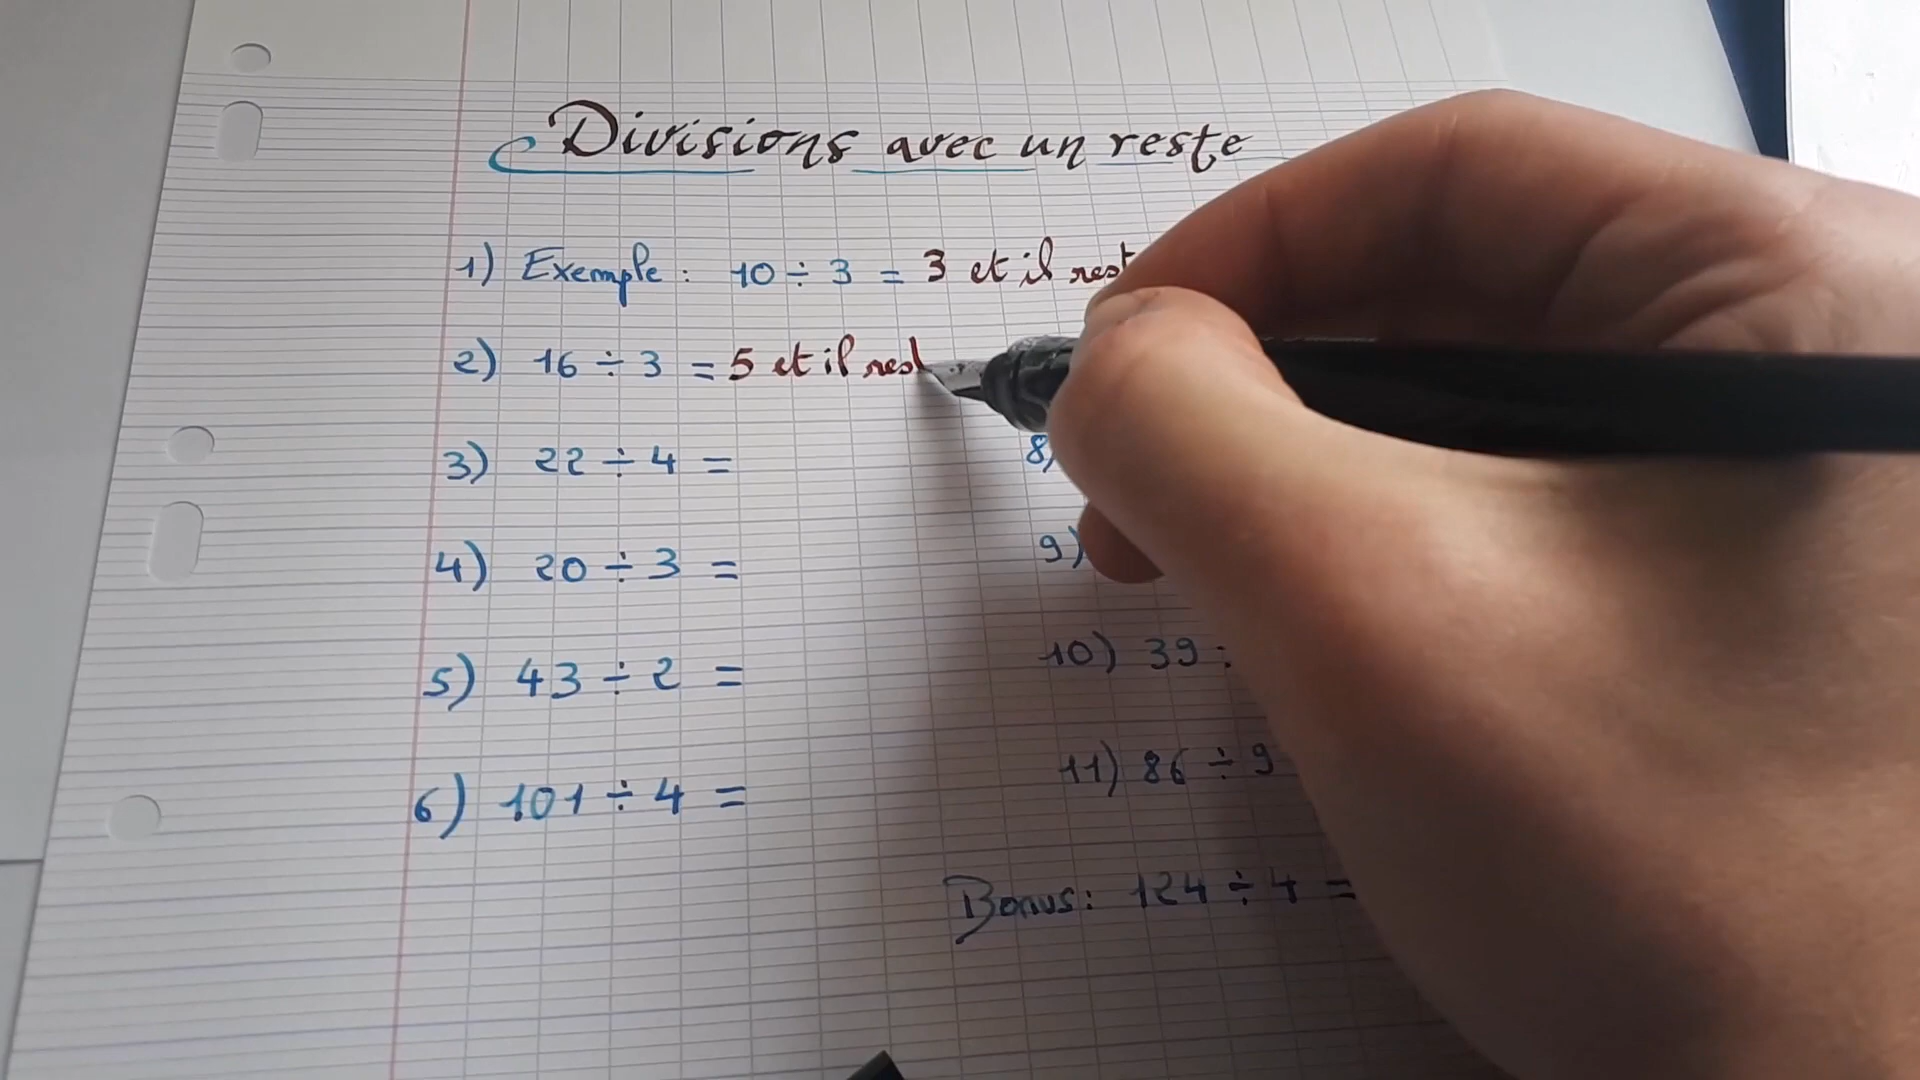 Divisions avec un reste
1) Exemple : 10 ÷ 3 = 3 et il rest
2) 16 ÷ 3 = 5 et il rest
3) 22 ÷ 4 =
4) 20 ÷ 3 =
5) 43 ÷ 2 =
6) 101 ÷ 4 =
8)
9)
10) 39 :
11) 86 ÷ 9
Bonus : 124 ÷ 4 =